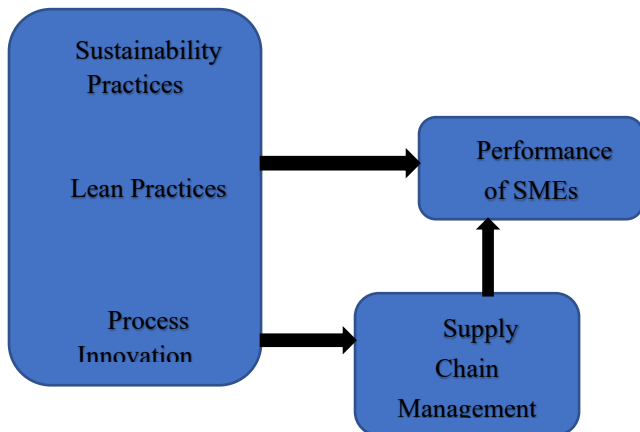 Sustainability
Practices
Lean Practices
Process
Innovation
Performance
of SMEs
Supply
Chain
Management